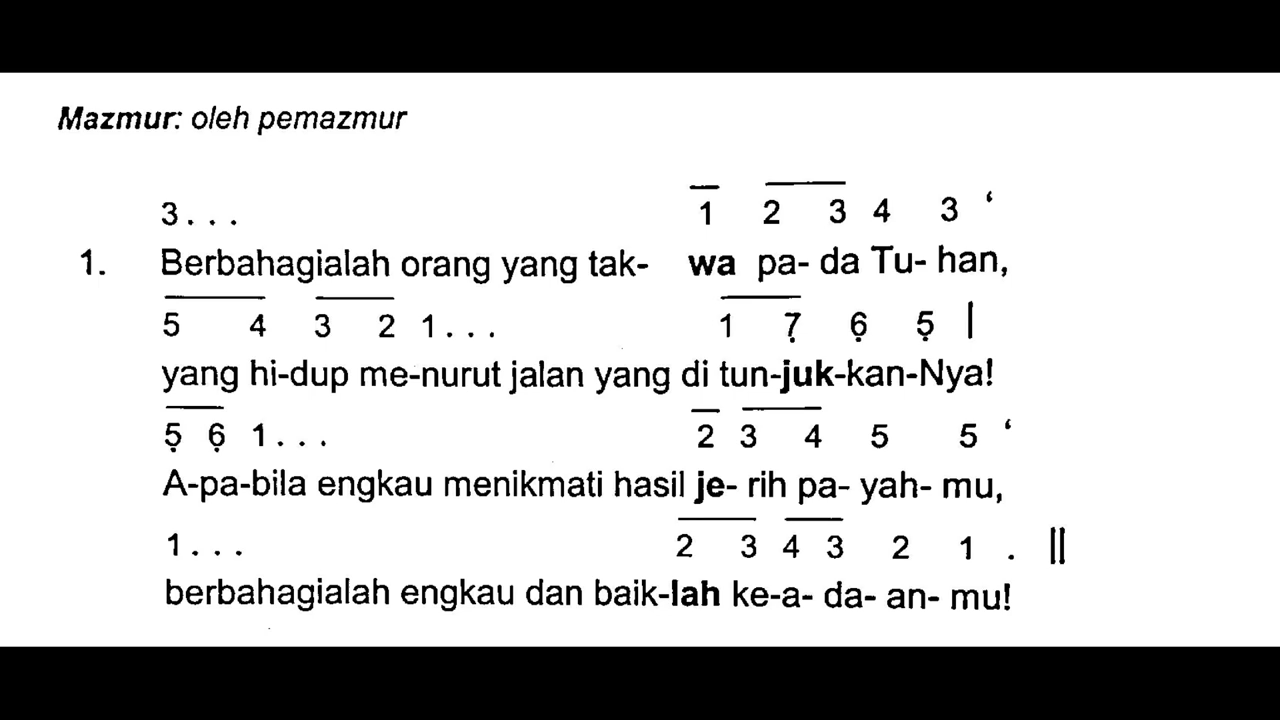 Mazmur: oleh pemazmur
3 . . . 1 2 3 4 3 ‘
1. Berbahagialah orang yang tak- wa pa- da Tu- han,
5 4 3 2 1 . . . 1 7̣ 6̣ 5̣ |
yang hi-dup me-nurut jalan yang di tun-juk-kan-Nya!
5̣ 6̣ 1 . . . 2 3 4 5 5 ‘
A-pa-bila engkau menikmati hasil je- rih pa- yah- mu,
1 . . . 2 3 4 3 2 1 . ||
berbahagialah engkau dan baik-lah ke-a- da- an- mu!